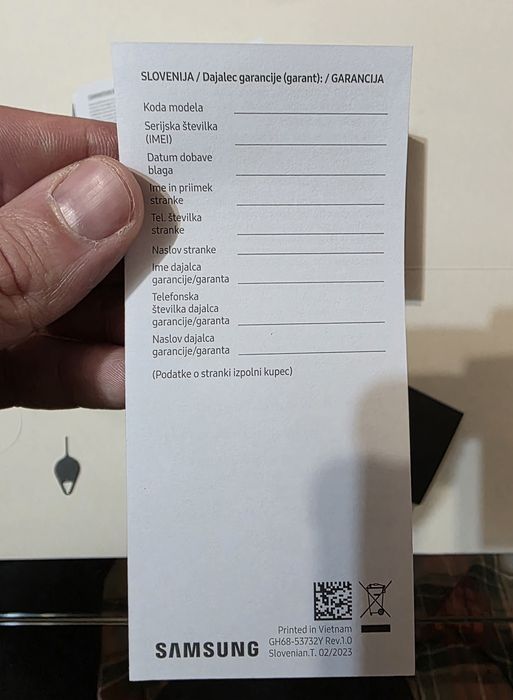 SLOVENIJA / Dajalec garancije (garant): / GARANCIJA
Koda modela
Serijska številka
(IMEI)
Datum dobave
blaga
Ime in priimek
stranke
Tel. številka
stranke
Naslov stranke
Ime dajalca
garancije/garanta
Telefonska
številka dajalca
garancije/garanta
Naslov dajalca
garancije/garanta
(Podatke o stranki izpolni kupec)
SAMSUNG
Printed in Vietnam
GH68-53732Y Rev.1.0
Slovenian.T. 02/2023